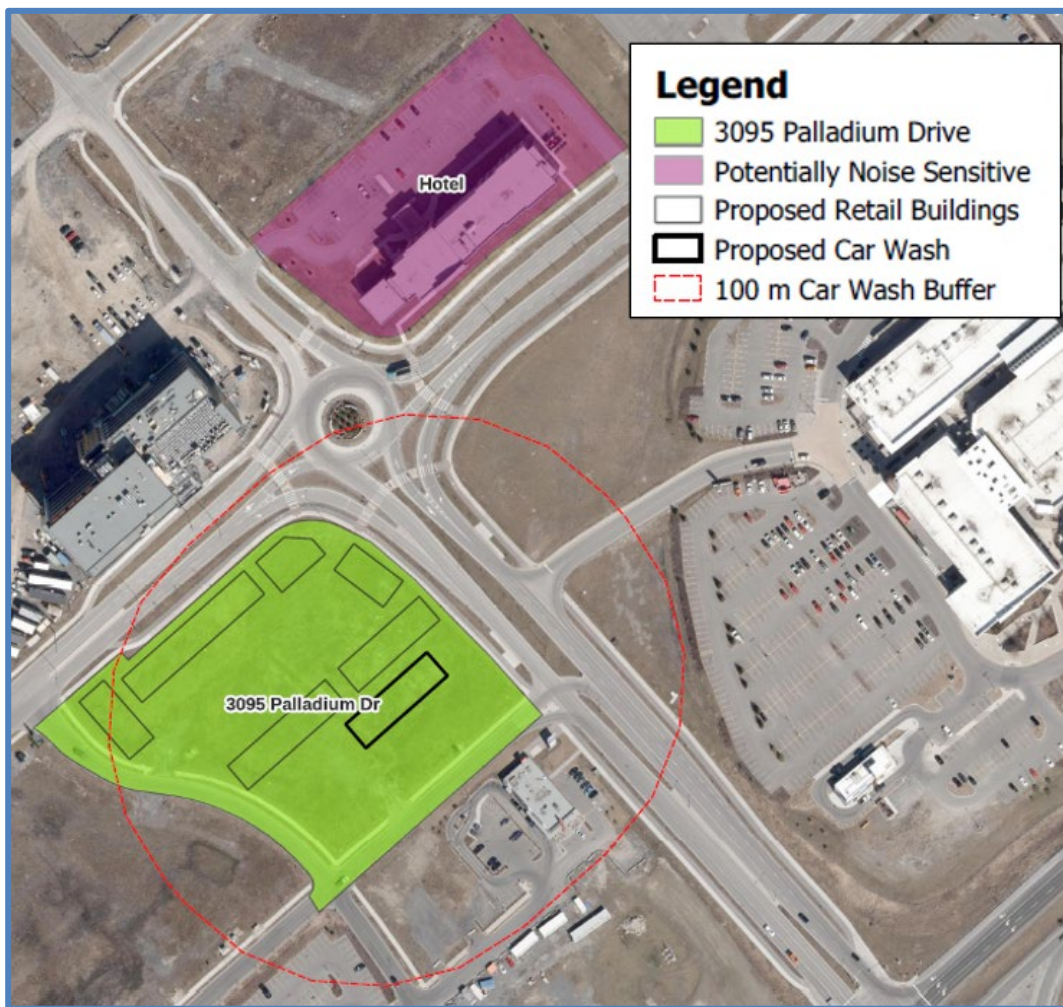 Legend
3095 Palladium Drive
Potentially Noise Sensitive
Proposed Retail Buildings
Proposed Car Wash
100 m Car Wash Buffer
Hotel
3095 Palladium Dr